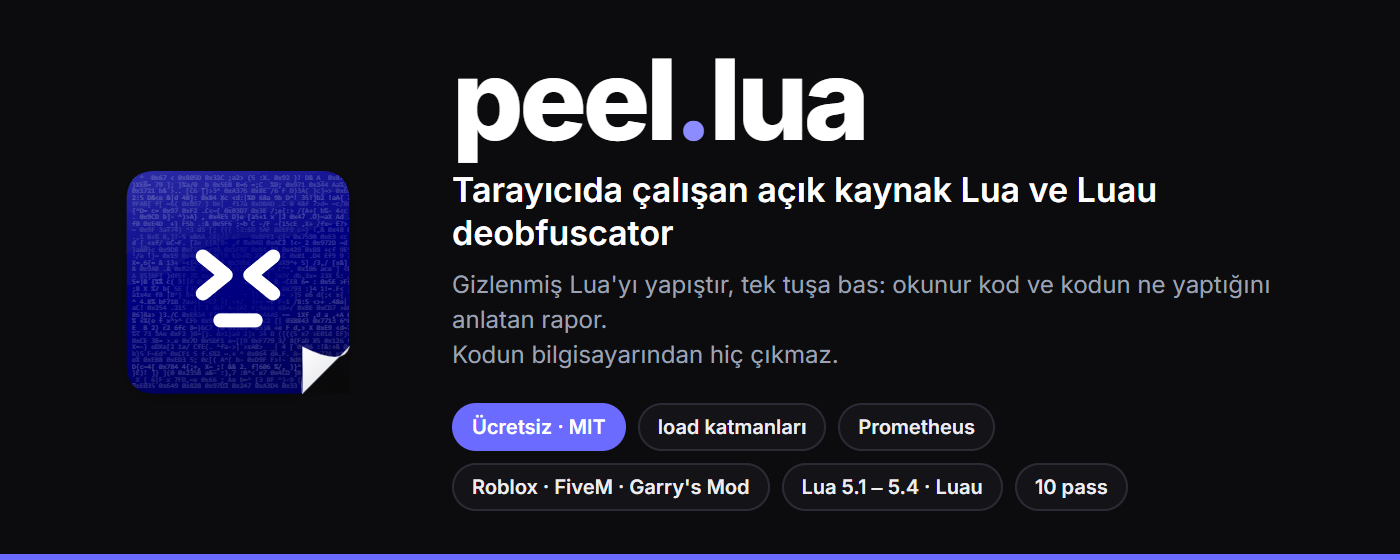 peel.lua
Tarayıcıda çalışan açık kaynak Lua ve Luau
deobfuscator
Gizlenmiş Lua'yı yapıştır, tek tuşa bas: okunur kod ve kodun ne yaptığını
anlatan rapor.
Kodun bilgisayarından hiç çıkmaz.
Ücretsiz · MIT
load katmanları
Prometheus
Roblox · FiveM · Garry's Mod
Lua 5.1 – 5.4 · Luau
10 pass